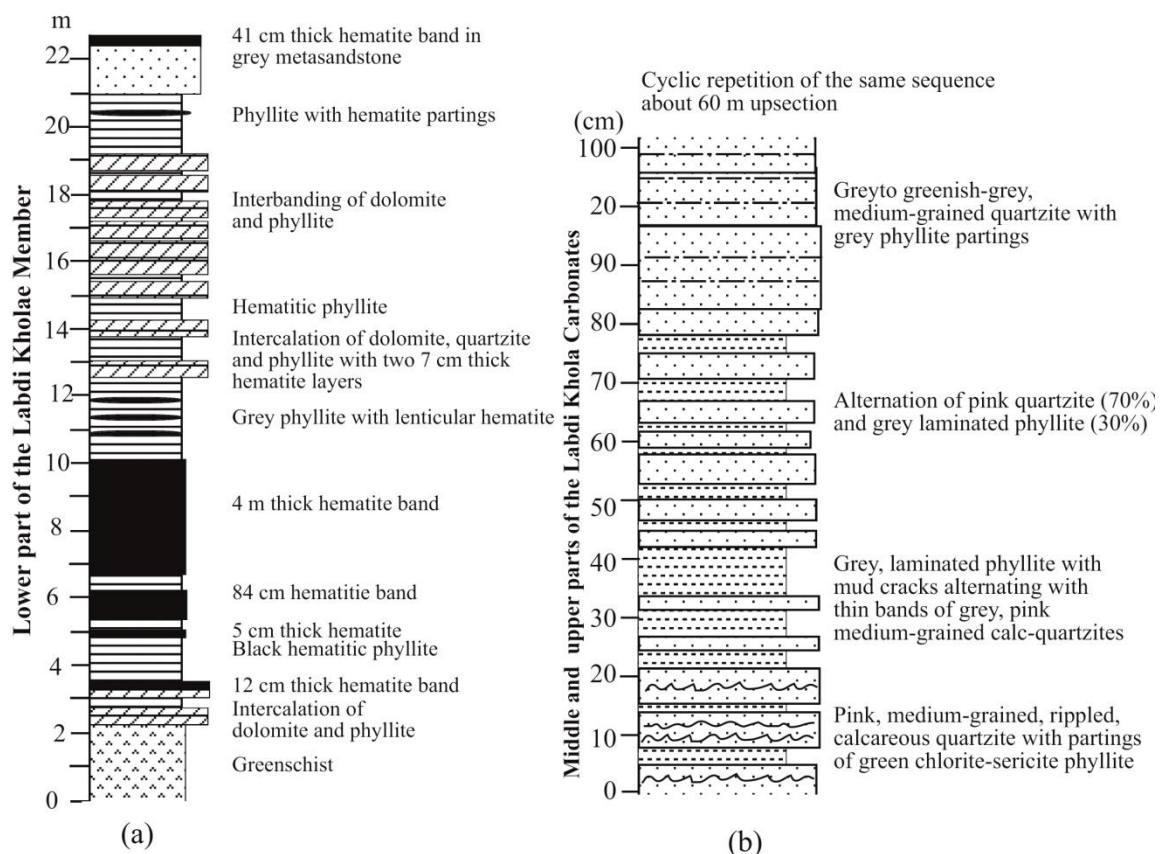 m
22
20
18
16
14
12
10
8
6
4
2
0
Lower part of the Labdi Kholae Member
41 cm thick hematite band in
grey metasandstone
Phyllite with hematite partings
Interbanding of dolomite
and phyllite
Hematitic phyllite
Intercalation of dolomite, quartzite
and phyllite with two 7 cm thick
hematite layers
Grey phyllite with lenticular hematite
4 m thick hematite band
84 cm hematitie band
5 cm thick hematite
Black hematitic phyllite
12 cm thick hematite band
Intercalation of
dolomite and phyllite
Greenschist
(a)
Cyclic repetition of the same sequence
about 60 m upsection
(cm)
100
20
90
80
70
60
50
40
30
20
10
0
Middle and upper parts of the Labdi Khola Carbonates
Greyto greenish-grey,
medium-grained quartzite with
grey phyllite partings
Alternation of pink quartzite (70%)
and grey laminated phyllite (30%)
Grey, laminated phyllite with
mud cracks alternating with
thin bands of grey, pink
medium-grained calc-quartzites
Pink, medium-grained, rippled,
calcareous quartzite with partings
of green chlorite-sericite phyllite
(b)